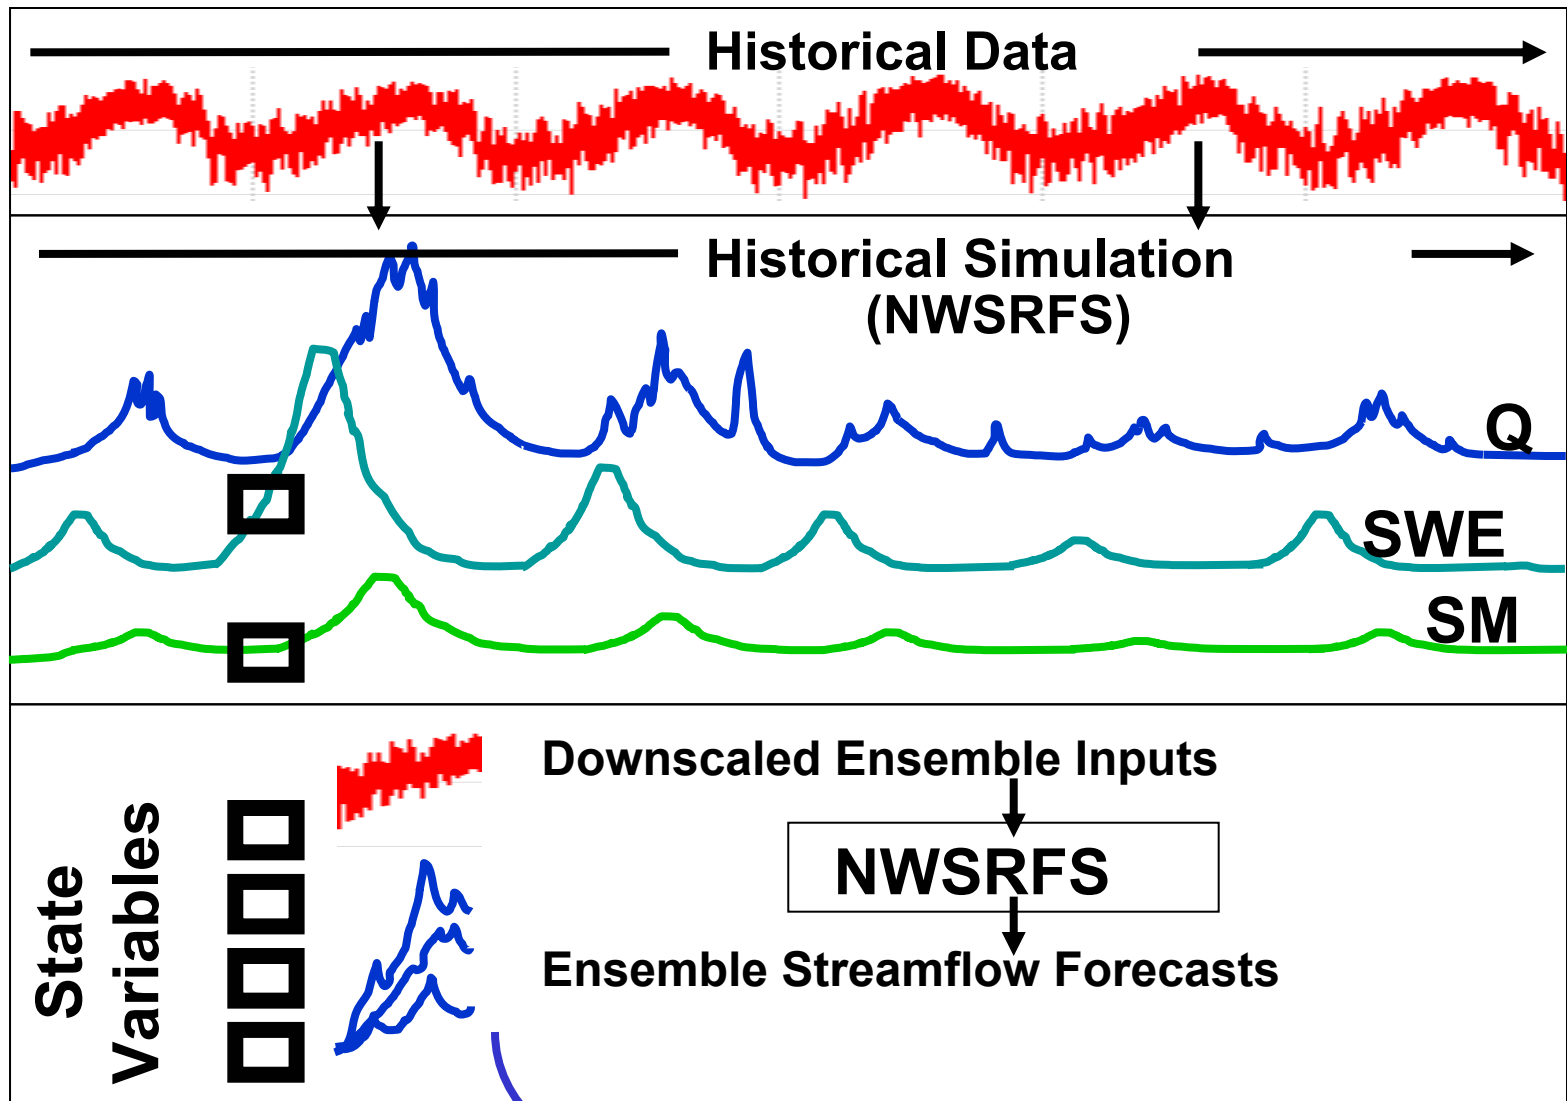 Historical Data
Historical Simulation
(NWSRFS)
Q
SWE
SM
State
Variables
Downscaled Ensemble Inputs
NWSRFS
Ensemble Streamflow Forecasts